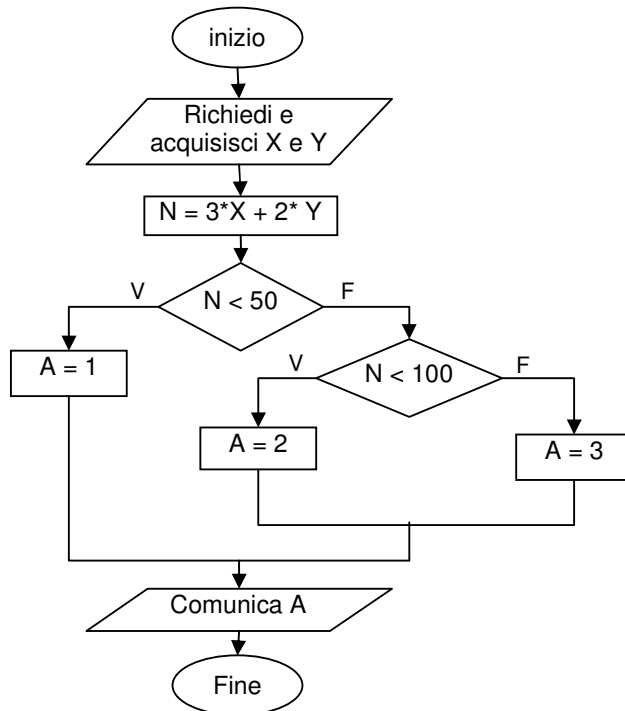 inizio
Richiedi e
acquisisci X e Y
N = 3*X + 2* Y
N < 50
V
F
A = 1
N < 100
V
F
A = 2
A = 3
Comunica A
Fine